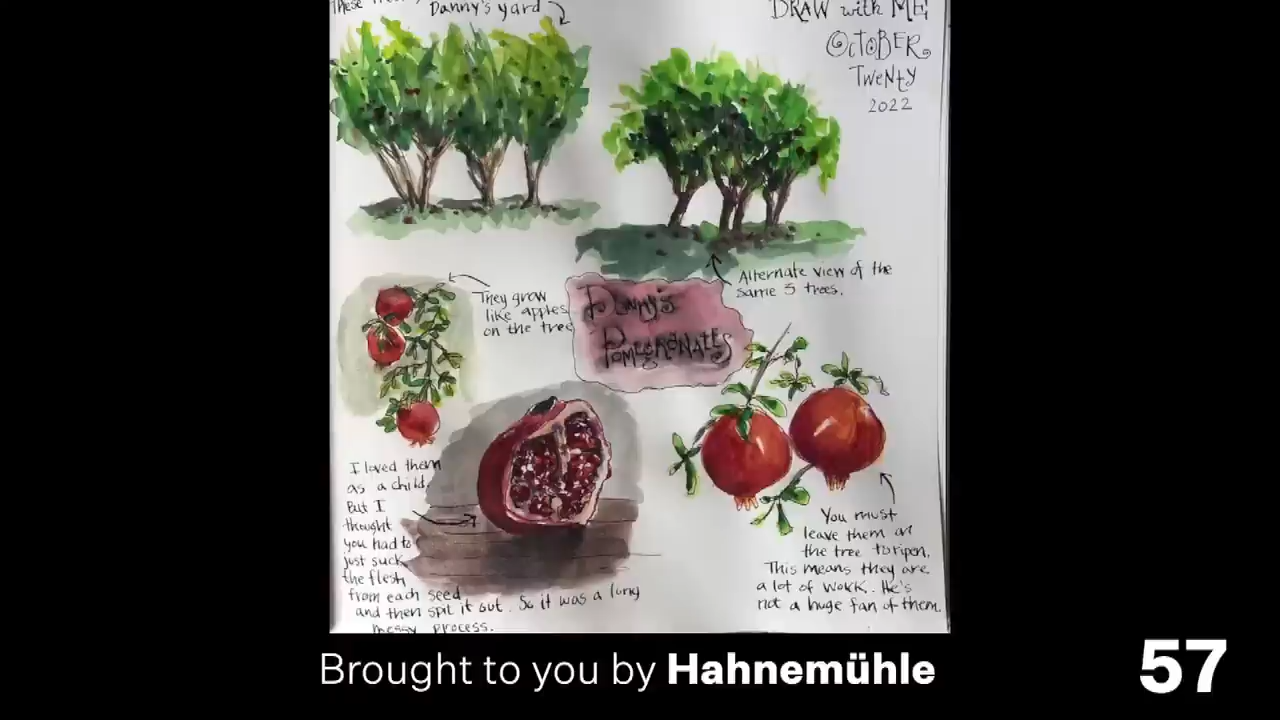 These
Danny's yard
DRAW with ME
OCTOBER
TWENTY
2022
Alternate view of the
same 5 trees.
They grow
like apples
on the tree
Danny's
Pomegranates
I loved them
as a child.
But I
thought
you had to
just suck
the flesh
from each seed
and then spit it out. So it was a long
messy process.
You must
leave them on
the tree to ripen.
This means they are
a lot of work. He's
not a huge fan of them.
Brought to you by Hahnemühle
57